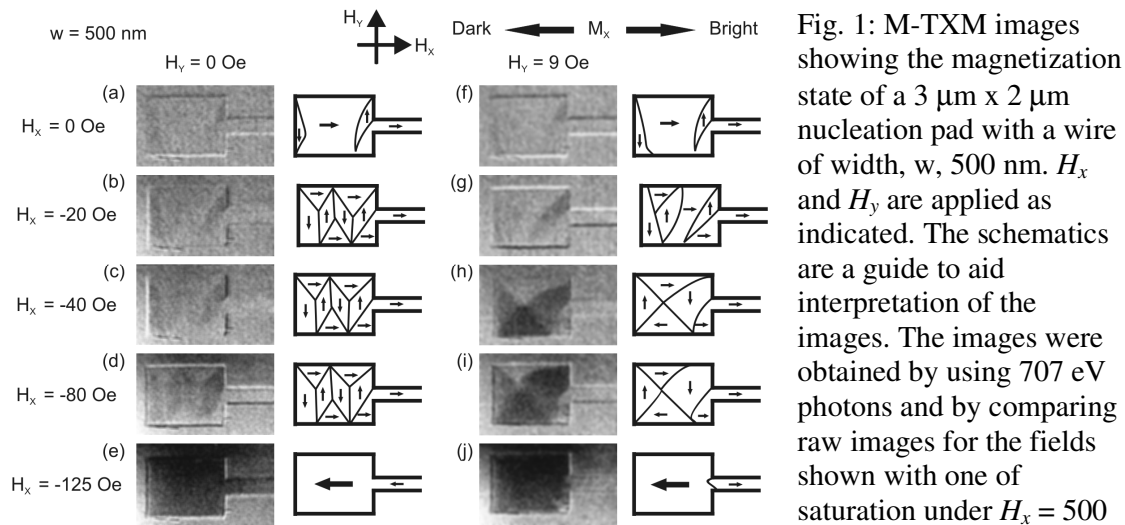 w = 500 nm
H_Y
H_X
Dark M_X Bright
H_Y = 0 Oe
H_Y = 9 Oe
(a)
(f)
H_X = 0 Oe
(b)
(g)
H_X = -20 Oe
(c)
(h)
H_X = -40 Oe
(d)
(i)
H_X = -80 Oe
(e)
(j)
H_X = -125 Oe
Fig. 1: M-TXM images
showing the magnetization
state of a 3 μm x 2 μm
nucleation pad with a wire
of width, w, 500 nm. H_x
and H_y are applied as
indicated. The schematics
are a guide to aid
interpretation of the
images. The images were
obtained by using 707 eV
photons and by comparing
raw images for the fields
shown with one of
saturation under H_x = 500